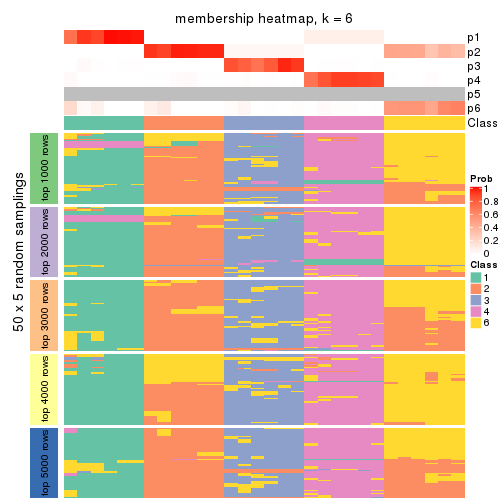 membership heatmap, k = 6
p1
p2
p3
p4
p5
p6
Class
50 x 5 random samplings
top 1000 rows
top 2000 rows
top 3000 rows
top 4000 rows
top 5000 rows
Prob
1
0.8
0.6
0.4
0.2
0
Class
1
2
3
4
6